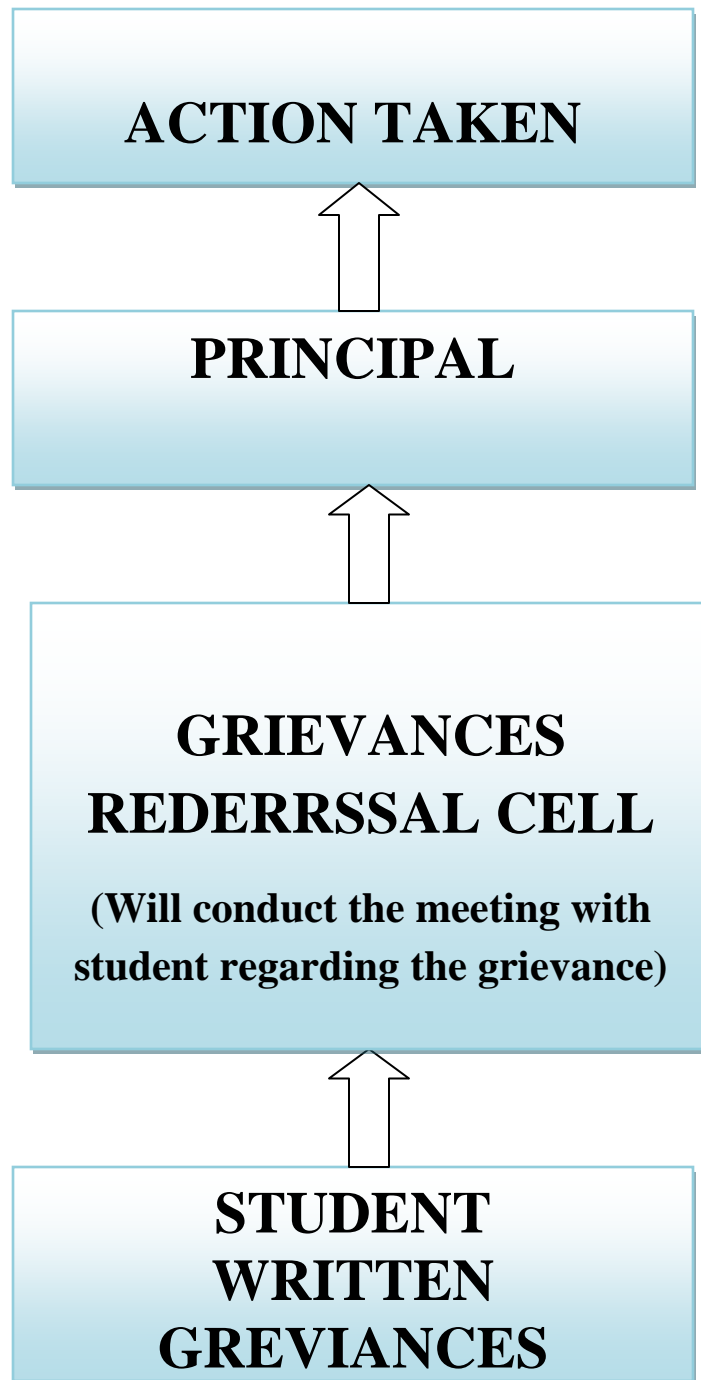 ACTION TAKEN
PRINCIPAL
GRIEVANCES
REDERRSSAL CELL
(Will conduct the meeting with
student regarding the grievance)
STUDENT
WRITTEN
GREVIANCES